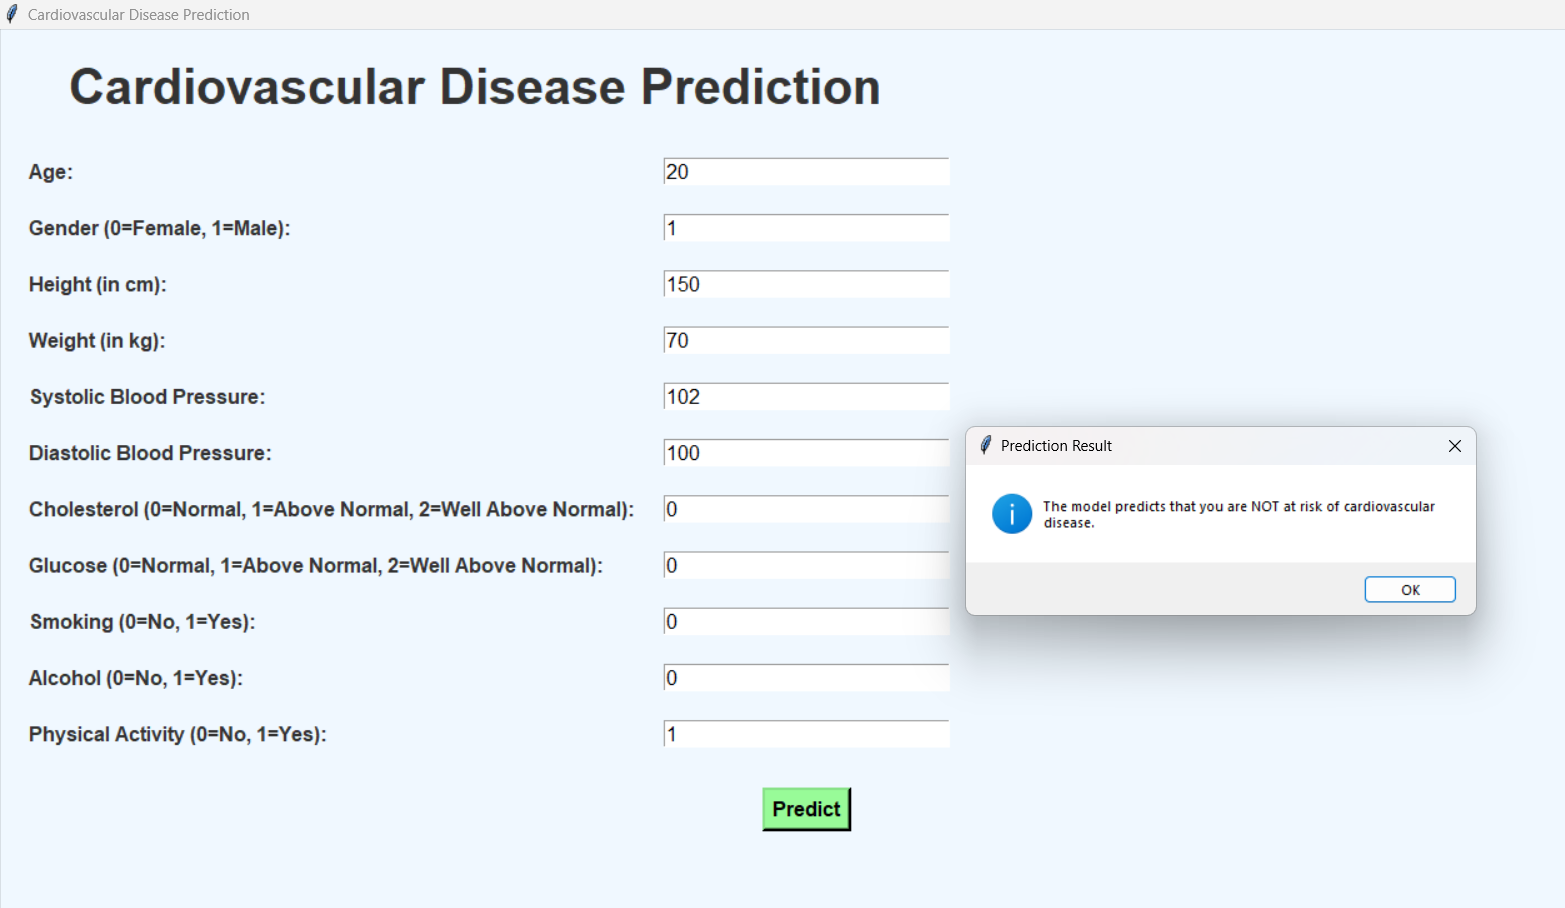 Cardiovascular Disease Prediction
Cardiovascular Disease Prediction
Age: 20
Gender (0=Female, 1=Male): 1
Height (in cm): 150
Weight (in kg): 70
Systolic Blood Pressure: 102
Diastolic Blood Pressure: 100
Cholesterol (0=Normal, 1=Above Normal, 2=Well Above Normal): 0
Glucose (0=Normal, 1=Above Normal, 2=Well Above Normal): 0
Smoking (0=No, 1=Yes): 0
Alcohol (0=No, 1=Yes): 0
Physical Activity (0=No, 1=Yes): 1
Predict
Prediction Result
The model predicts that you are NOT at risk of cardiovascular
disease.
OK